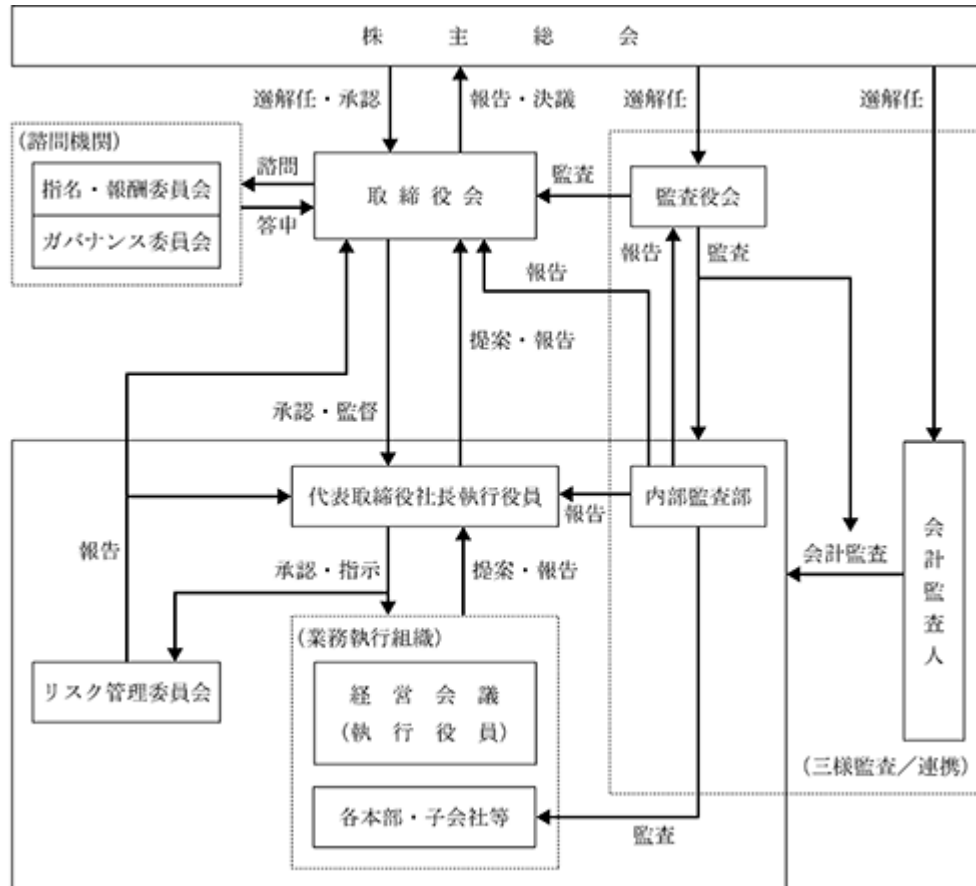 株主総会
選解任・承認
報告・決議
選解任
選解任
(諮問機関)
指名・報酬委員会
ガバナンス委員会
諮問
答申
取締役会
監査
監査役会
報告
報告
監査
提案・報告
承認・監督
代表取締役社長執行役員
報告
内部監査部
報告
承認・指示
提案・報告
会計監査
会計監査人
リスク管理委員会
(業務執行組織)
経営会議
(執行役員)
各本部・子会社等
監査
(三様監査／連携)